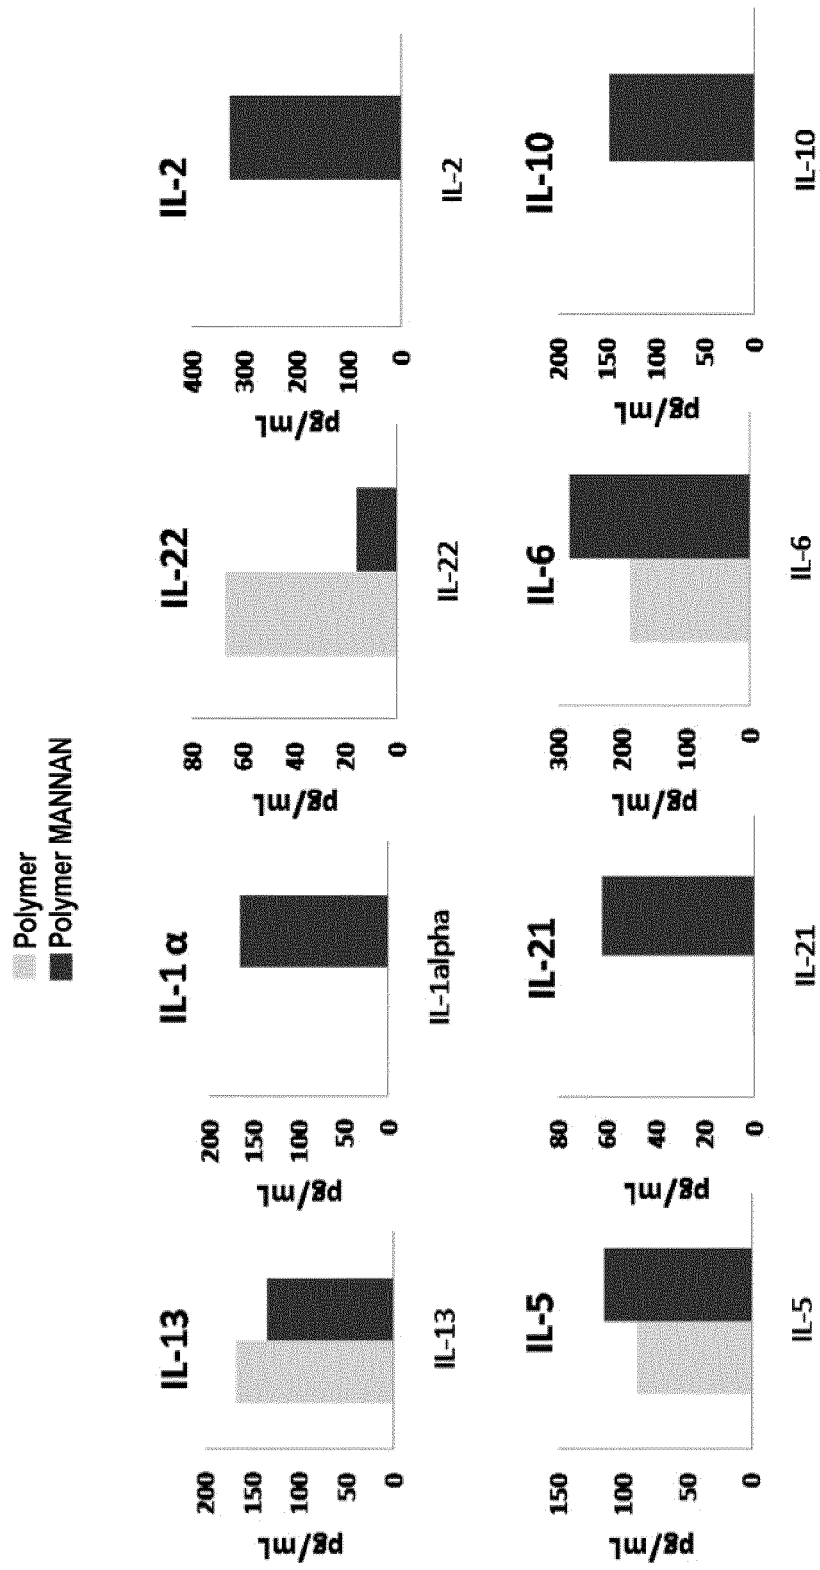 Polymer
Polymer MANNAN
IL-13
pg/mL
200
150
100
50
0
IL-13
IL-1 α
pg/mL
200
150
100
50
0
IL-1alpha
IL-22
pg/mL
80
60
40
20
0
IL-22
IL-2
pg/mL
400
300
200
100
0
IL-2
IL-5
pg/mL
150
100
50
0
IL-5
IL-21
pg/mL
80
60
40
20
0
IL-21
IL-6
pg/mL
300
200
100
0
IL-6
IL-10
pg/mL
200
150
100
50
0
IL-10